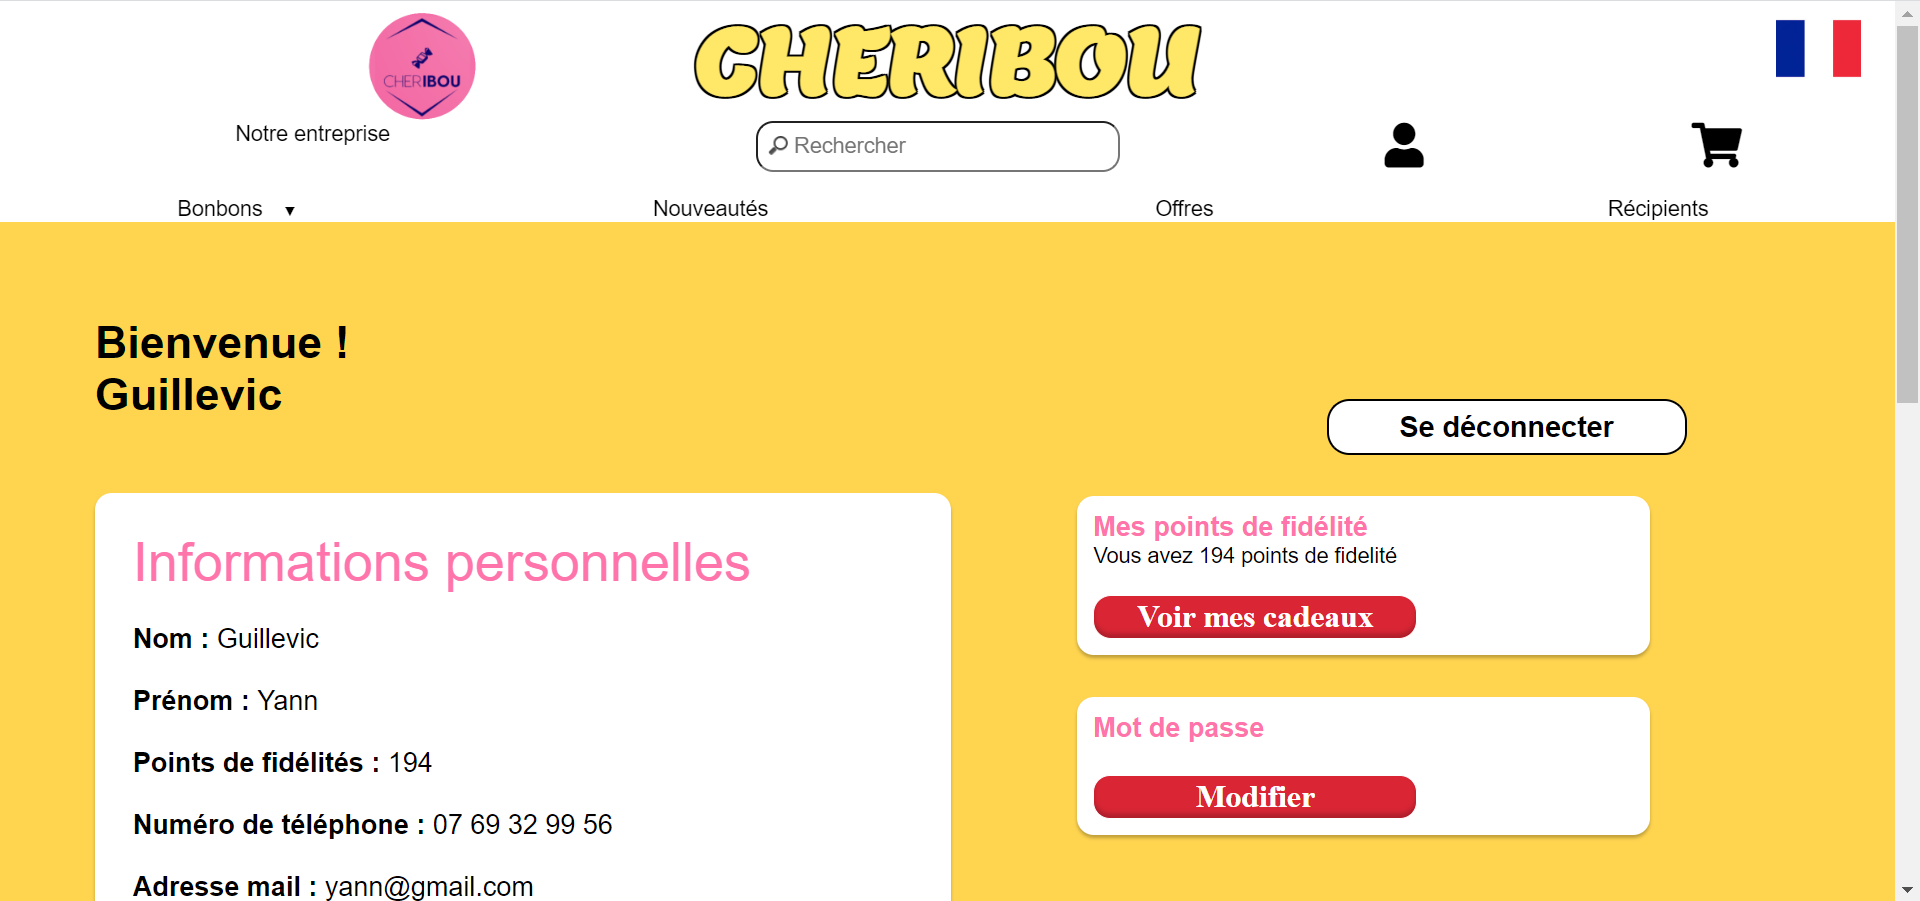 CHERIBOU
CHERIBOU
Notre entreprise
Rechercher
Bonbons ▼
Nouveautés
Offres
Récipients
Bienvenue !
Guillevic
Se déconnecter
Informations personnelles
Nom : Guillevic
Prénom : Yann
Points de fidélités : 194
Numéro de téléphone : 07 69 32 99 56
Adresse mail : yann@gmail.com
Mes points de fidélité
Vous avez 194 points de fidelité
Voir mes cadeaux
Mot de passe
Modifier